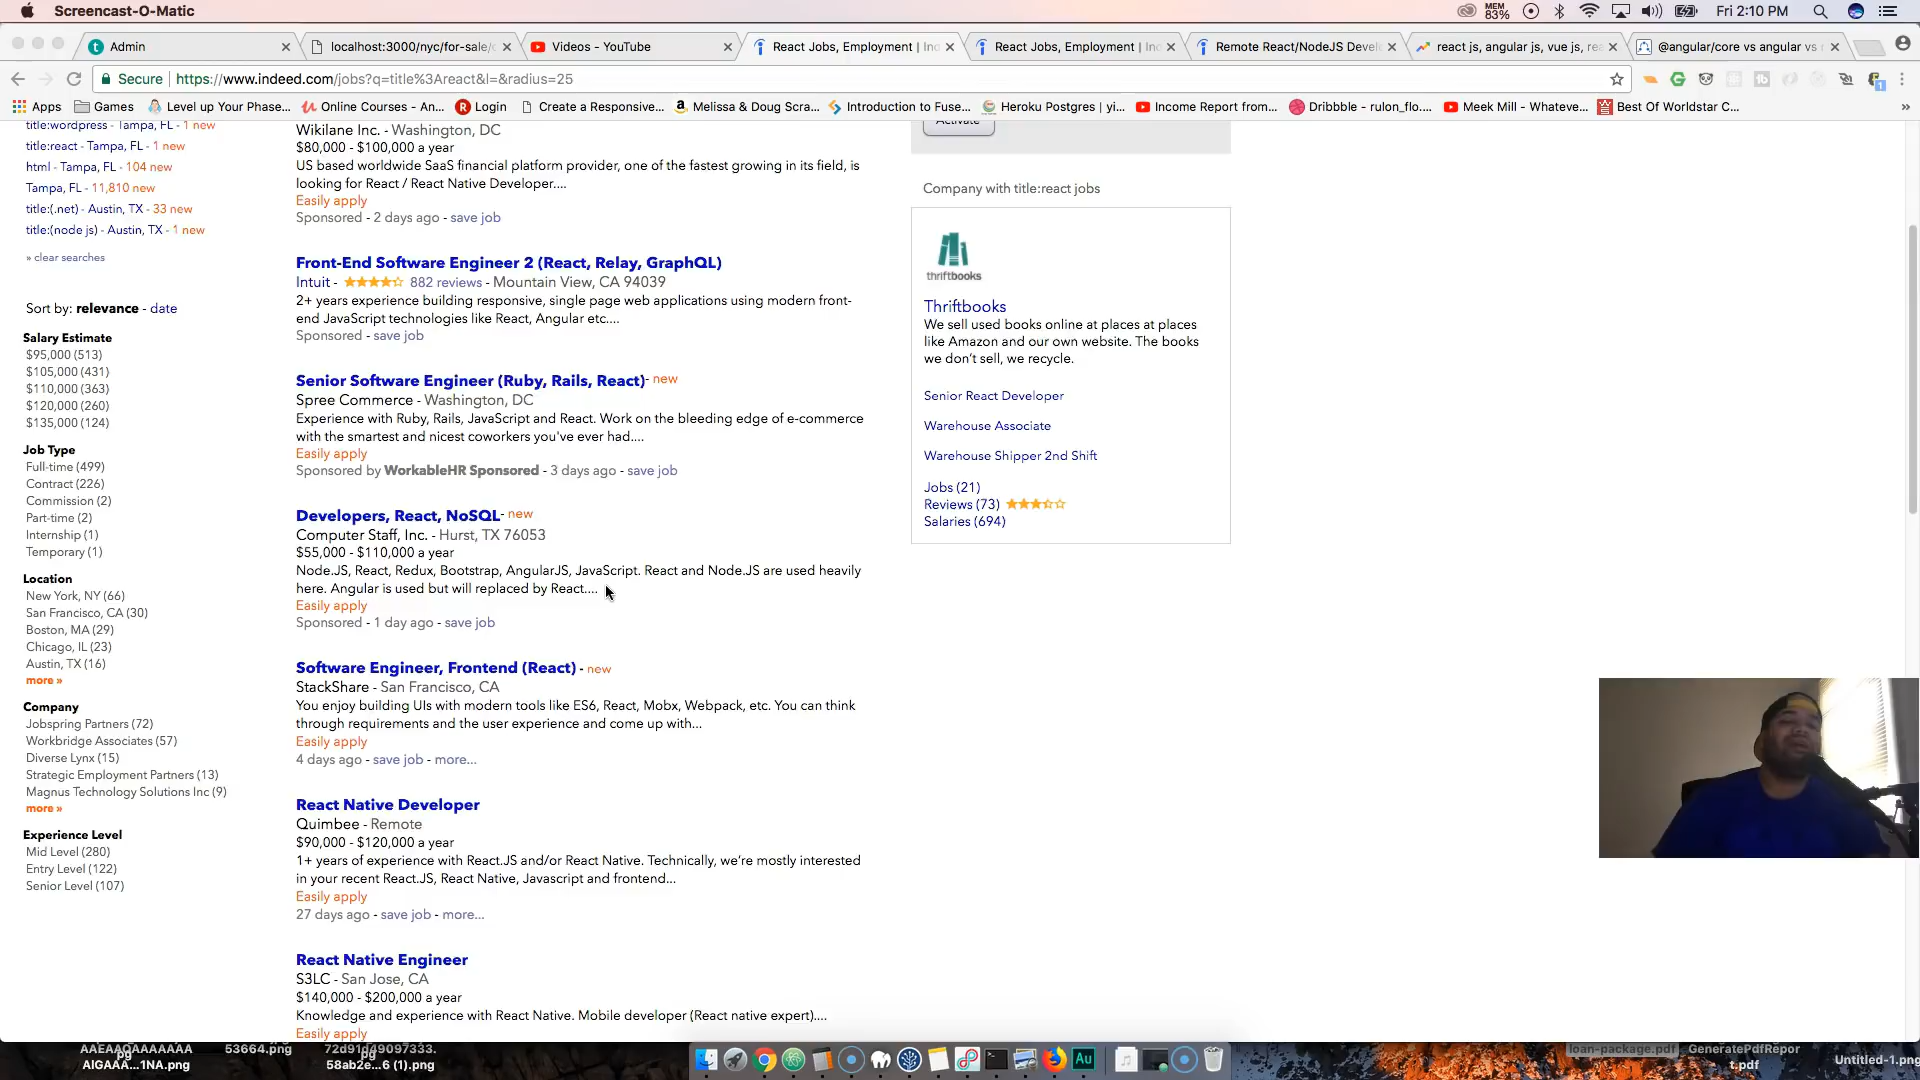 Screencast-O-Matic
MEM
83%
Fri 2:10 PM
Admin
localhost:3000/nyc/for-sale/
Videos - YouTube
React Jobs, Employment | Ind
React Jobs, Employment | Ind
Remote React/NodeJS Devel
react js, angular js, vue js, re
@angular/core vs angular vs
Secure
https://www.indeed.com/jobs?q=title%3Areact&l=&radius=25
Apps
Games
Level up Your Phase...
Online Courses - An...
Login
Create a Responsive...
Melissa & Doug Scra...
Introduction to Fuse...
Heroku Postgres | yi...
Income Report from...
Dribbble - rulon_flo...
Meek Mill - Whateve...
Best Of Worldstar C...
title:wordpress - Tampa, FL - 1 new
title:react - Tampa, FL - 1 new
html - Tampa, FL - 104 new
Tampa, FL - 11,810 new
title:(.net) - Austin, TX - 33 new
title:(node js) - Austin, TX - 1 new
» clear searches
Sort by: relevance - date
Salary Estimate
$95,000 (513)
$105,000 (431)
$110,000 (363)
$120,000 (260)
$135,000 (124)
Job Type
Full-time (499)
Contract (226)
Commission (2)
Part-time (2)
Internship (1)
Temporary (1)
Location
New York, NY (66)
San Francisco, CA (30)
Boston, MA (29)
Chicago, IL (23)
Austin, TX (16)
more »
Company
Jobspring Partners (72)
Workbridge Associates (57)
Diverse Lynx (15)
Strategic Employment Partners (13)
Magnus Technology Solutions Inc (9)
more »
Experience Level
Mid Level (280)
Entry Level (122)
Senior Level (107)
Wikilane Inc. - Washington, DC
$80,000 - $100,000 a year
US based worldwide SaaS financial platform provider, one of the fastest growing in its field, is
looking for React / React Native Developer....
Easily apply
Sponsored - 2 days ago - save job
Front-End Software Engineer 2 (React, Relay, GraphQL)
Intuit - 882 reviews - Mountain View, CA 94039
2+ years experience building responsive, single page web applications using modern front-
end JavaScript technologies like React, Angular etc....
Sponsored - save job
Senior Software Engineer (Ruby, Rails, React)- new
Spree Commerce - Washington, DC
Experience with Ruby, Rails, JavaScript and React. Work on the bleeding edge of e-commerce
with the smartest and nicest coworkers you've ever had....
Easily apply
Sponsored by WorkableHR Sponsored - 3 days ago - save job
Developers, React, NoSQL- new
Computer Staff, Inc. - Hurst, TX 76053
$55,000 - $110,000 a year
Node.JS, React, Redux, Bootstrap, AngularJS, JavaScript. React and Node.JS are used heavily
here. Angular is used but will replaced by React....
Easily apply
Sponsored - 1 day ago - save job
Software Engineer, Frontend (React) - new
StackShare - San Francisco, CA
You enjoy building UIs with modern tools like ES6, React, Mobx, Webpack, etc. You can think
through requirements and the user experience and come up with...
Easily apply
4 days ago - save job - more...
React Native Developer
Quimbee - Remote
$90,000 - $120,000 a year
1+ years of experience with React.JS and/or React Native. Technically, we're mostly interested
in your recent React.JS, React Native, Javascript and frontend...
Easily apply
27 days ago - save job - more...
React Native Engineer
S3LC - San Jose, CA
$140,000 - $200,000 a year
Knowledge and experience with React Native. Mobile developer (React native expert)....
Easily apply
Activate
Company with title:react jobs
thriftbooks
Thriftbooks
We sell used books online at places at places
like Amazon and our own website. The books
we don't sell, we recycle.
Senior React Developer
Warehouse Associate
Warehouse Shipper 2nd Shift
Jobs (21)
Reviews (73)
Salaries (694)
AAEAAQAAAAAA
AIGAAA...1NA.png
53664.png
72d91d49097333.
58ab2e...6 (1).png
Au
loan-package.pdf
GeneratePdfRepor
t.pdf
Untitled-1.png